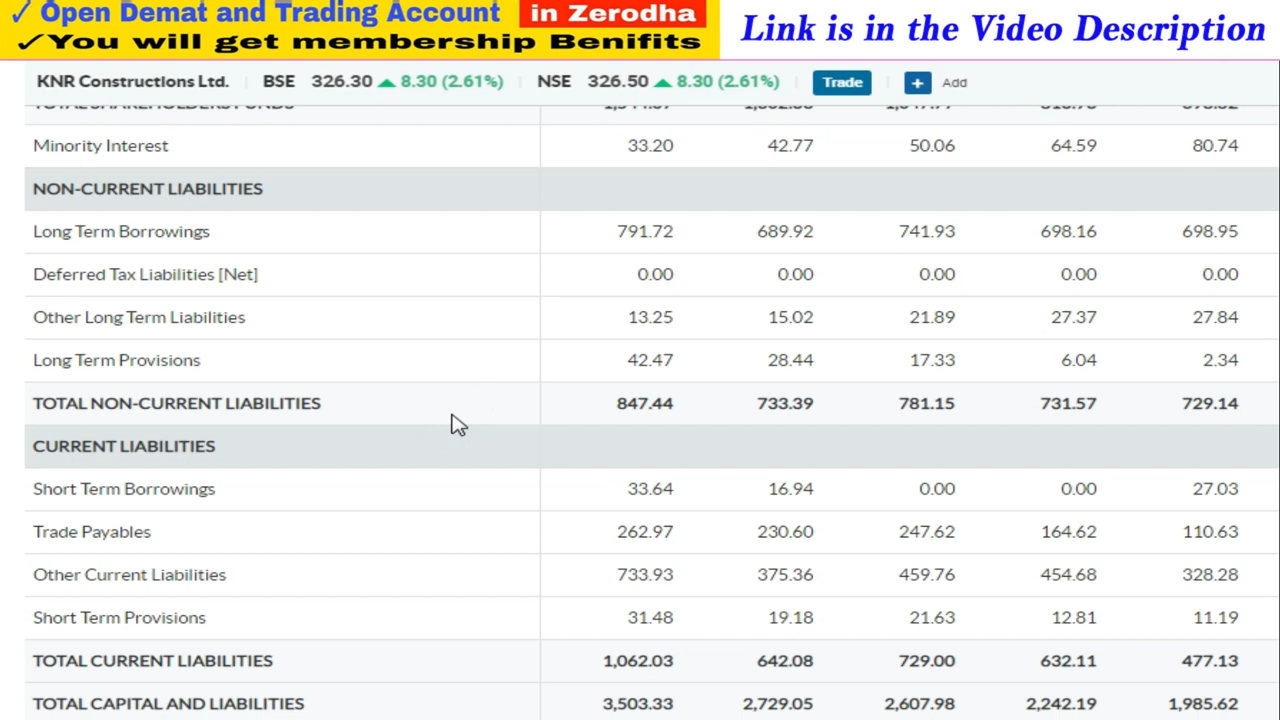 ✓ Open Demat and Trading Account in Zerodha
✓You will get membership Benifits
Link is in the Video Description
KNR Constructions Ltd. BSE 326.30 ▲ 8.30 (2.61%) NSE 326.50 ▲ 8.30 (2.61%) Trade + Add
TOTAL SHAREHOLDERS FUNDS
Minority Interest 33.20 42.77 50.06 64.59 80.74
NON-CURRENT LIABILITIES
Long Term Borrowings 791.72 689.92 741.93 698.16 698.95
Deferred Tax Liabilities [Net] 0.00 0.00 0.00 0.00 0.00
Other Long Term Liabilities 13.25 15.02 21.89 27.37 27.84
Long Term Provisions 42.47 28.44 17.33 6.04 2.34
TOTAL NON-CURRENT LIABILITIES 847.44 733.39 781.15 731.57 729.14
CURRENT LIABILITIES
Short Term Borrowings 33.64 16.94 0.00 0.00 27.03
Trade Payables 262.97 230.60 247.62 164.62 110.63
Other Current Liabilities 733.93 375.36 459.76 454.68 328.28
Short Term Provisions 31.48 19.18 21.63 12.81 11.19
TOTAL CURRENT LIABILITIES 1,062.03 642.08 729.00 632.11 477.13
TOTAL CAPITAL AND LIABILITIES 3,503.33 2,729.05 2,607.98 2,242.19 1,985.62